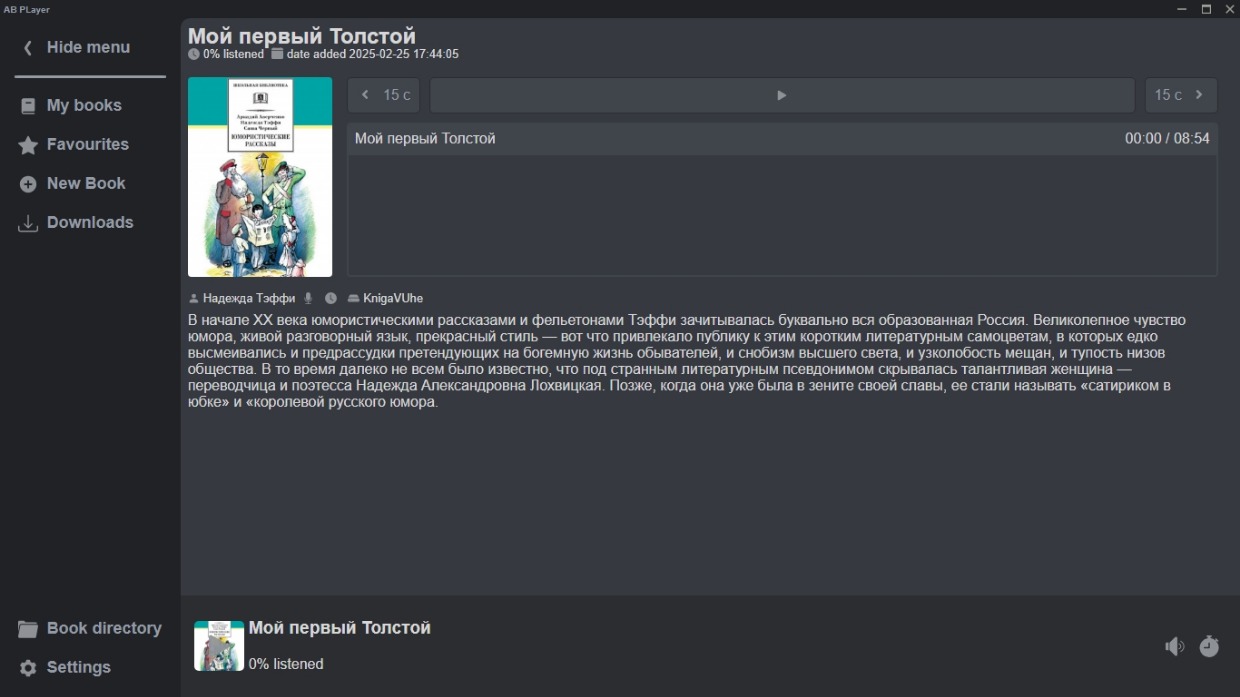 AB PLayer
Hide menu
My books
Favourites
New Book
Downloads
Book directory
Settings
Мой первый Толстой
0% listened date added 2025-02-25 17:44:05
ШКОЛЬНАЯ БИБЛИОТЕКА
Аркадий Аверченко
Надежда Тэффи
Саша Черный
ЮМОРИСТИЧЕСКИЕ
РАССКАЗЫ
15 с
15 с
Мой первый Толстой 00:00 / 08:54
Надежда Тэффи KnigaVUhe
В начале XX века юмористическими рассказами и фельетонами Тэффи зачитывалась буквально вся образованная Россия. Великолепное чувство
юмора, живой разговорный язык, прекрасный стиль — вот что привлекало публику к этим коротким литературным самоцветам, в которых едко
высмеивались и предрассудки претендующих на богемную жизнь обывателей, и снобизм высшего света, и узколобость мещан, и тупость низов
общества. В то время далеко не всем было известно, что под странным литературным псевдонимом скрывалась талантливая женщина —
переводчица и поэтесса Надежда Александровна Лохвицкая. Позже, когда она уже была в зените своей славы, ее стали называть «сатириком в
юбке» и «королевой русского юмора.
Мой первый Толстой
0% listened